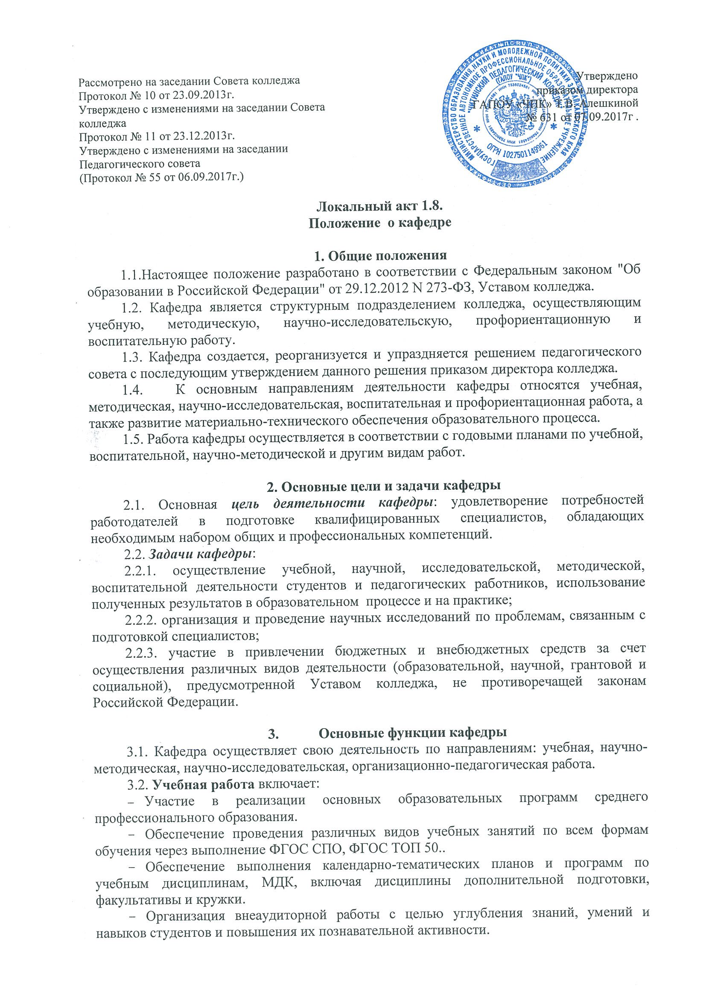 Рассмотрено на заседании Совета колледжа
Протокол № 10 от 23.09.2013г.
Утверждено с изменениями на заседании Совета
колледжа
Протокол № 11 от 23.12.2013г.
Утверждено с изменениями на заседании
Педагогического совета
(Протокол № 55 от 06.09.2017г.)
Утверждено
приказом директора
ГАПОУ «ЧПК» Т.В. Алешкиной
№ 631 от 07.09.2017г .
МИНИСТЕРСТВО ОБРАЗОВАНИЯ, НАУКИ И МОЛОДЕЖНОЙ ПОЛИТИКИ ЗАБАЙКАЛЬСКОГО КРАЯ
ГОСУДАРСТВЕННОЕ АВТОНОМНОЕ ПРОФЕССИОНАЛЬНОЕ ОБРАЗОВАТЕЛЬНОЕ УЧРЕЖДЕНИЕ
"ЧИТИНСКИЙ ПЕДАГОГИЧЕСКИЙ КОЛЛЕДЖ"
(ГАПОУ "ЧПК")
ИНН 7536024581
ОГРН 1027501149961
Локальный акт 1.8.
Положение о кафедре
1. Общие положения
1.1.Настоящее положение разработано в соответствии с Федеральным законом "Об
образовании в Российской Федерации" от 29.12.2012 N 273-ФЗ, Уставом колледжа.
1.2. Кафедра является структурным подразделением колледжа, осуществляющим
учебную, методическую, научно-исследовательскую, профориентационную и
воспитательную работу.
1.3. Кафедра создается, реорганизуется и упраздняется решением педагогического
совета с последующим утверждением данного решения приказом директора колледжа.
1.4. К основным направлениям деятельности кафедры относятся учебная,
методическая, научно-исследовательская, воспитательная и профориентационная работа, а
также развитие материально-технического обеспечения образовательного процесса.
1.5. Работа кафедры осуществляется в соответствии с годовыми планами по учебной,
воспитательной, научно-методической и другим видам работ.
2. Основные цели и задачи кафедры
2.1. Основная цель деятельности кафедры: удовлетворение потребностей
работодателей в подготовке квалифицированных специалистов, обладающих
необходимым набором общих и профессиональных компетенций.
2.2. Задачи кафедры:
2.2.1. осуществление учебной, научной, исследовательской, методической,
воспитательной деятельности студентов и педагогических работников, использование
полученных результатов в образовательном процессе и на практике;
2.2.2. организация и проведение научных исследований по проблемам, связанным с
подготовкой специалистов;
2.2.3. участие в привлечении бюджетных и внебюджетных средств за счет
осуществления различных видов деятельности (образовательной, научной, грантовой и
социальной), предусмотренной Уставом колледжа, не противоречащей законам
Российской Федерации.
3. Основные функции кафедры
3.1. Кафедра осуществляет свою деятельность по направлениям: учебная, научно-
методическая, научно-исследовательская, организационно-педагогическая работа.
3.2. Учебная работа включает:
– Участие в реализации основных образовательных программ среднего
профессионального образования.
– Обеспечение проведения различных видов учебных занятий по всем формам
обучения через выполнение ФГОС СПО, ФГОС ТОП 50..
– Обеспечение выполнения календарно-тематических планов и программ по
учебным дисциплинам, МДК, включая дисциплины дополнительной подготовки,
факультативы и кружки.
– Организация внеаудиторной работы с целью углубления знаний, умений и
навыков студентов и повышения их познавательной активности.